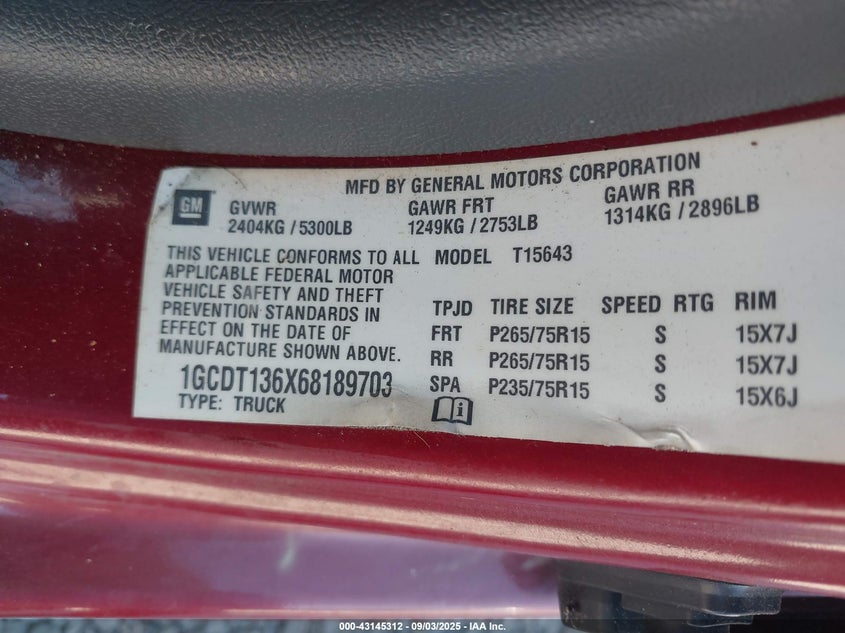 MFD BY GENERAL MOTORS CORPORATION
GM
GVWR GAWR FRT GAWR RR
2404KG / 5300LB 1249KG / 2753LB 1314KG / 2896LB
THIS VEHICLE CONFORMS TO ALL
APPLICABLE FEDERAL MOTOR
VEHICLE SAFETY AND THEFT
PREVENTION STANDARDS IN
EFFECT ON THE DATE OF
MANUFACTURE SHOWN ABOVE.
1GCDT136X68189703
TYPE: TRUCK
MODEL T15643
TPJD TIRE SIZE SPEED RTG RIM
FRT P265/75R15 S 15X7J
RR P265/75R15 S 15X7J
SPA P235/75R15 S 15X6J
000-43145312 - 09/03/2025 - IAA Inc.